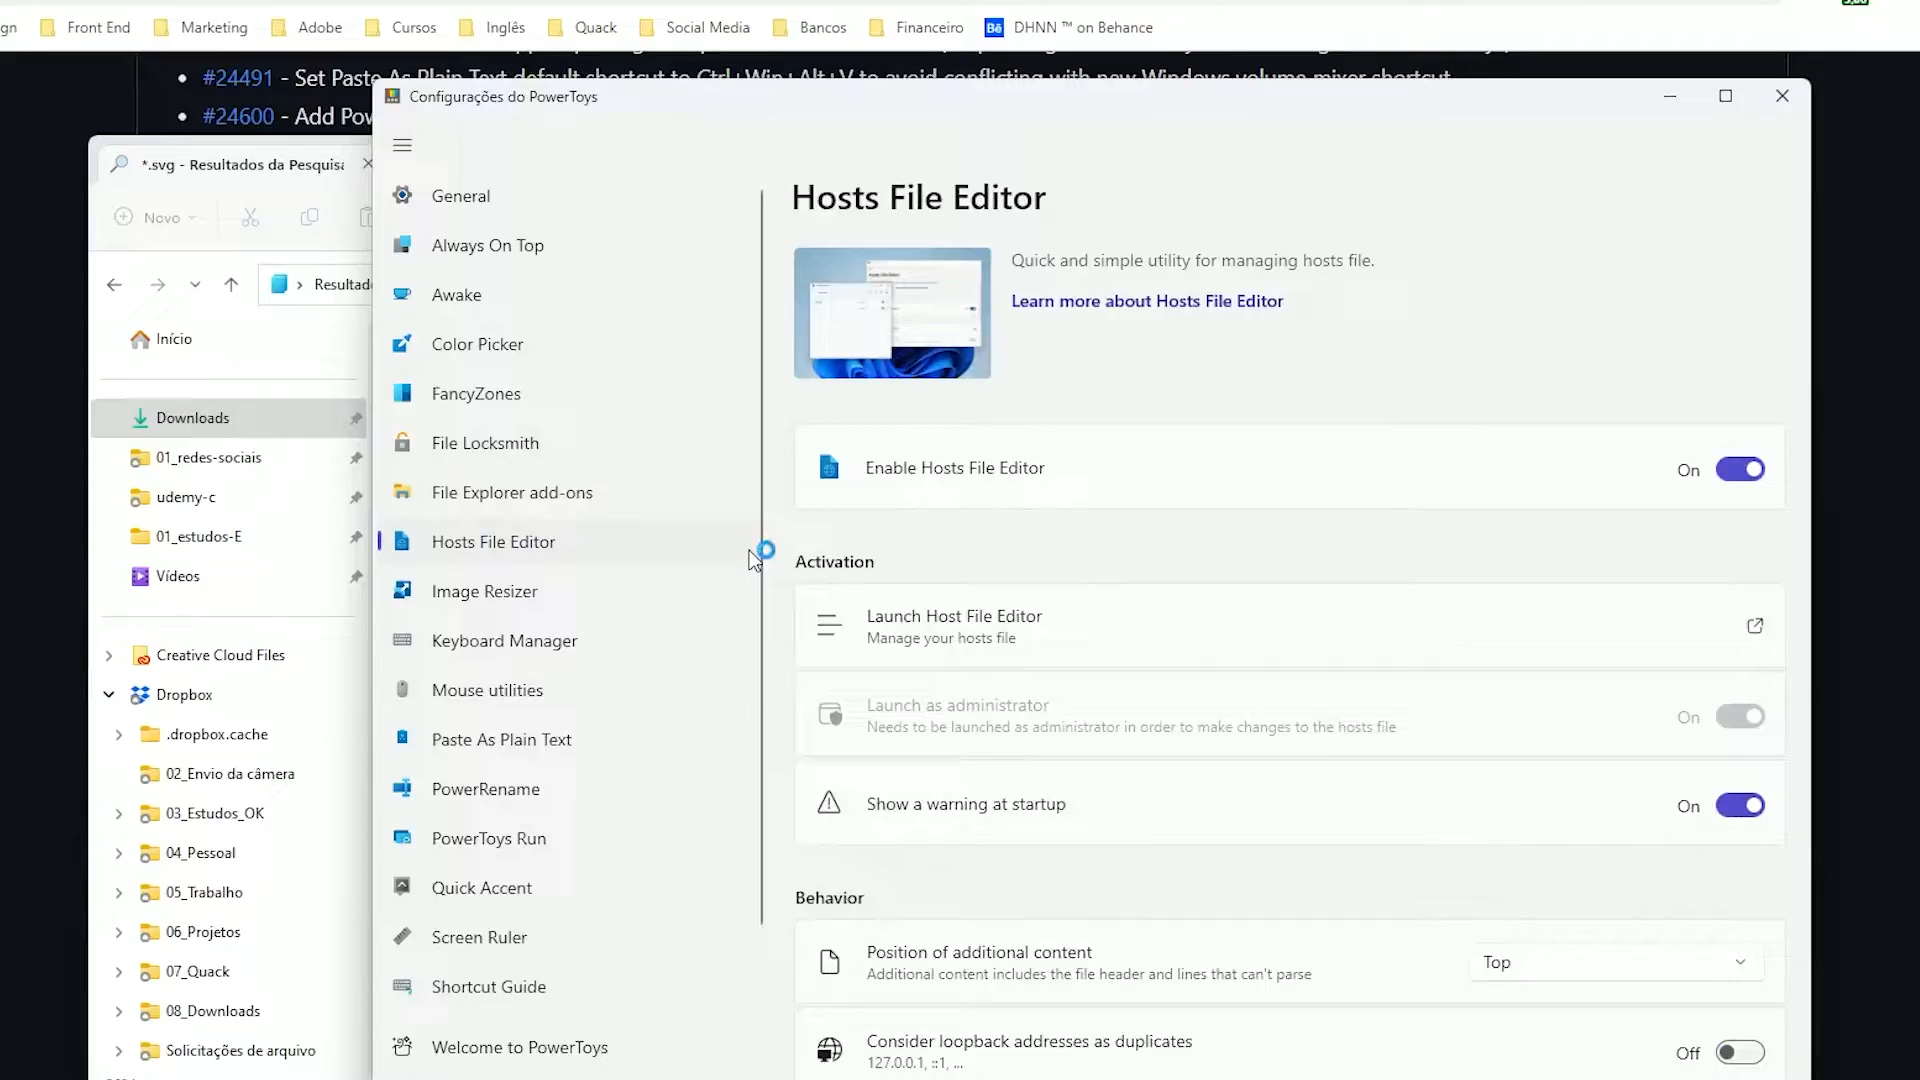 gn
Front End
Marketing
Adobe
Cursos
Inglês
Quack
Social Media
Bancos
Financeiro
Bē DHNN ™ on Behance
#24491 - Set Paste As Plain Text default shortcut to Ctrl+Win+Alt+V to avoid conflicting with new Windows volume mixer shortcut
#24600 - Add Pow
*.svg - Resultados da Pesquisa
Novo
Resultad
Início
Downloads
01_redes-sociais
udemy-c
01_estudos-E
Vídeos
Creative Cloud Files
Dropbox
.dropbox.cache
02_Envio da câmera
03_Estudos_OK
04_Pessoal
05_Trabalho
06_Projetos
07_Quack
08_Downloads
Solicitações de arquivo
Configurações do PowerToys
General
Always On Top
Awake
Color Picker
FancyZones
File Locksmith
File Explorer add-ons
Hosts File Editor
Image Resizer
Keyboard Manager
Mouse utilities
Paste As Plain Text
PowerRename
PowerToys Run
Quick Accent
Screen Ruler
Shortcut Guide
Welcome to PowerToys
Hosts File Editor
Quick and simple utility for managing hosts file.
Learn more about Hosts File Editor
Enable Hosts File Editor
On
Activation
Launch Host File Editor
Manage your hosts file
Launch as administrator
Needs to be launched as administrator in order to make changes to the hosts file
On
Show a warning at startup
On
Behavior
Position of additional content
Additional content includes the file header and lines that can't parse
Top
Consider loopback addresses as duplicates
127.0.0.1, ::1, ...
Off